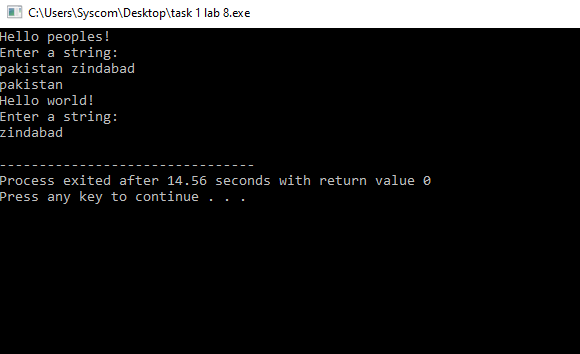 C:\Users\Syscom\Desktop\task 1 lab 8.exe
Hello peoples!
Enter a string:
pakistan zindabad
pakistan
Hello world!
Enter a string:
zindabad
--------------------------------
Process exited after 14.56 seconds with return value 0
Press any key to continue . . .